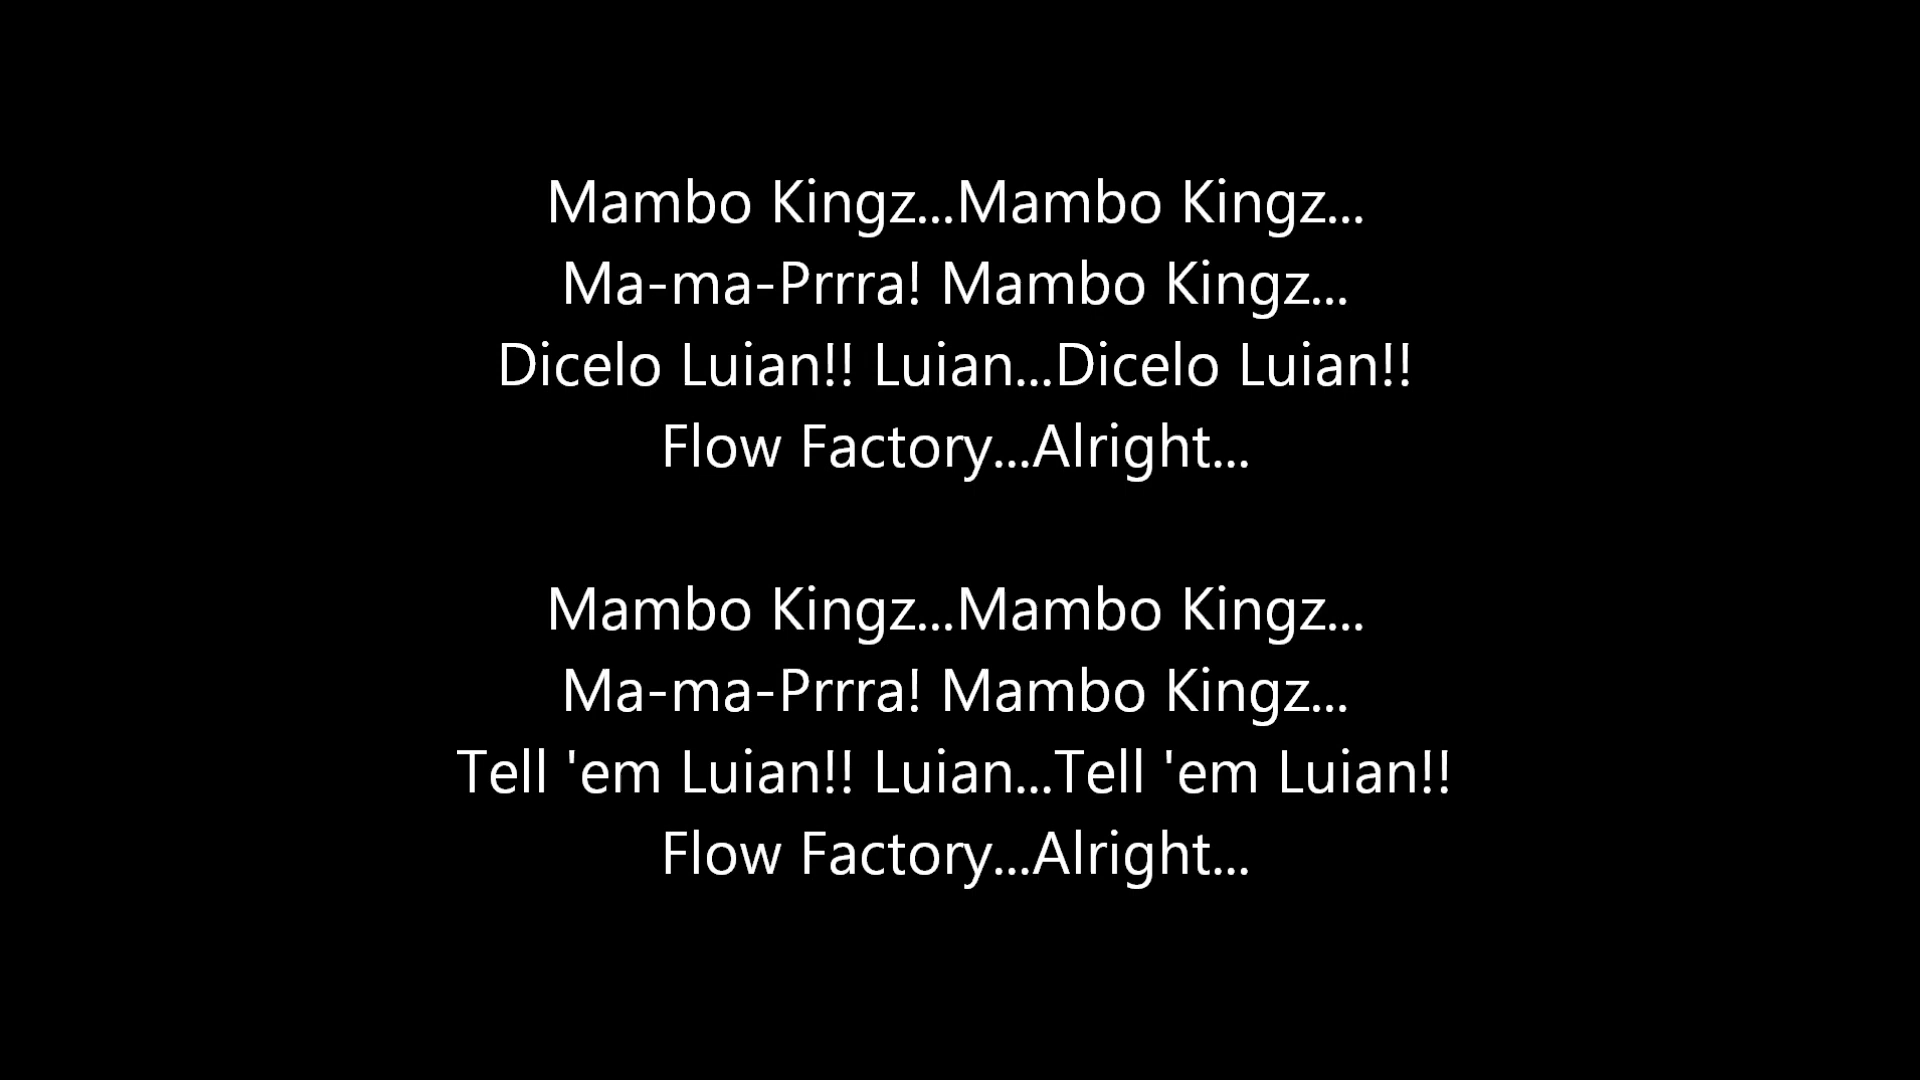 Mambo Kingz...Mambo Kingz...
Ma-ma-Prrra! Mambo Kingz...
Dicelo Luian!! Luian...Dicelo Luian!!
Flow Factory...Alright...
Mambo Kingz...Mambo Kingz...
Ma-ma-Prrra! Mambo Kingz...
Tell 'em Luian!! Luian...Tell 'em Luian!!
Flow Factory...Alright...